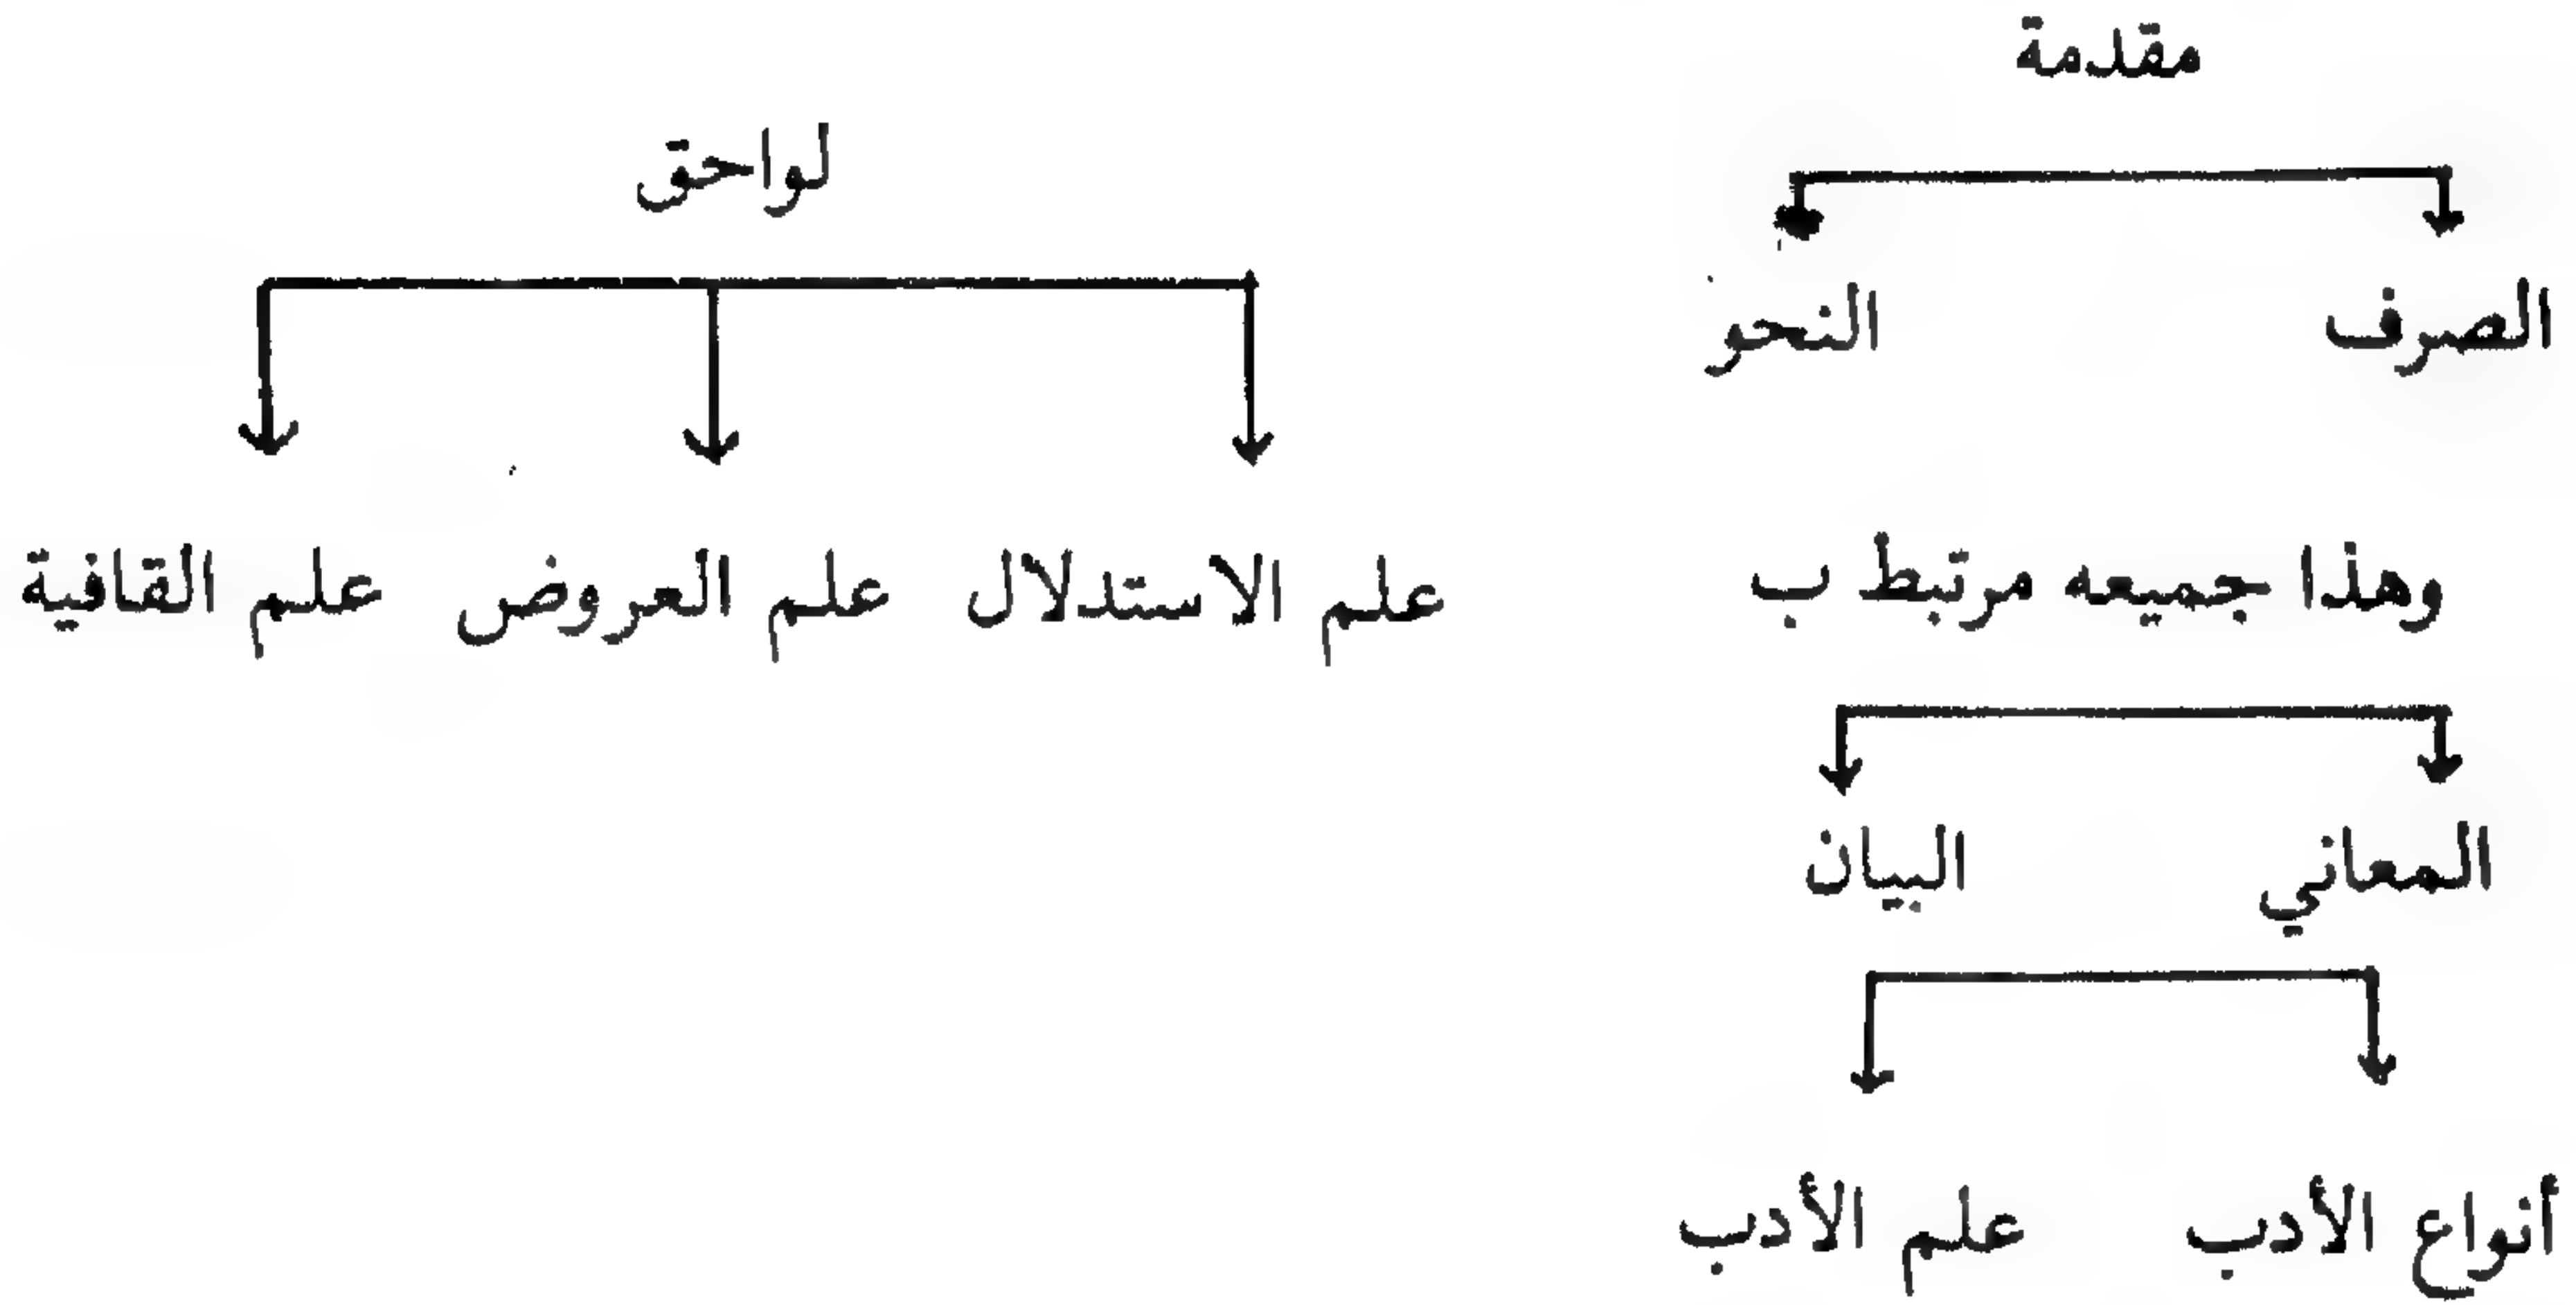 مقدمة
الصرف
النحو
وهذا جميعه مرتبط ب
المعاني
البيان
أنواع الأدب
علم الأدب
لواحق
علم الاستدلال
علم العروض
علم القافية